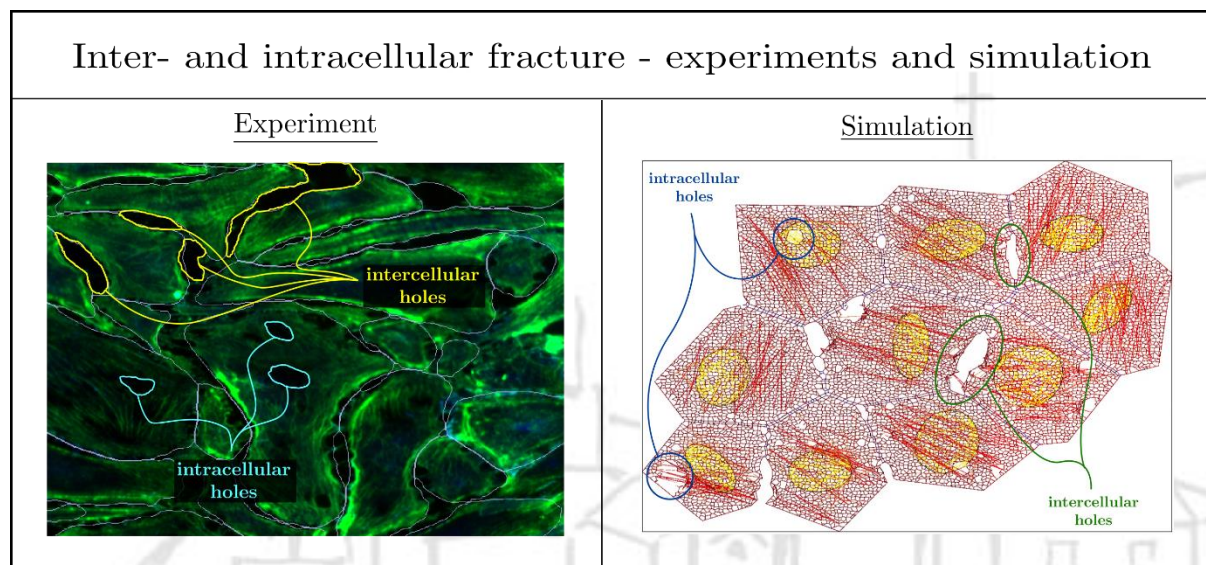 Inter- and intracellular fracture - experiments and simulation
Experiment
intercellular
holes
intracellular
holes
Simulation
intracellular
holes
intercellular
holes